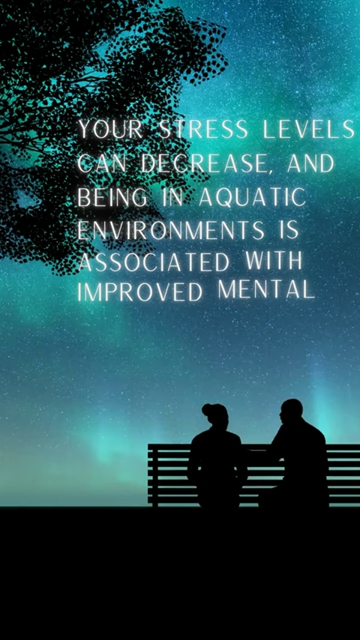 YOUR STRESS LEVELS
CAN DECREASE, AND
BEING IN AQUATIC
ENVIRONMENTS IS
ASSOCIATED WITH
IMPROVED MENTAL